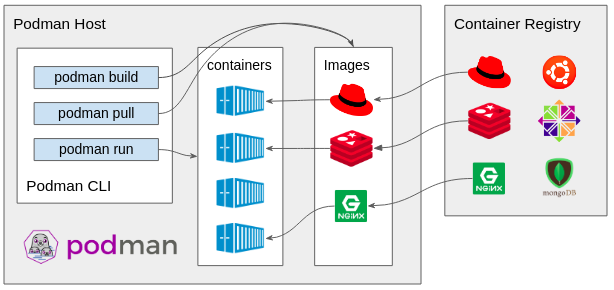 Podman Host
podman build
podman pull
podman run
Podman CLI
containers
Images
NGINX
podman
Container Registry
NGINX
mongoDB